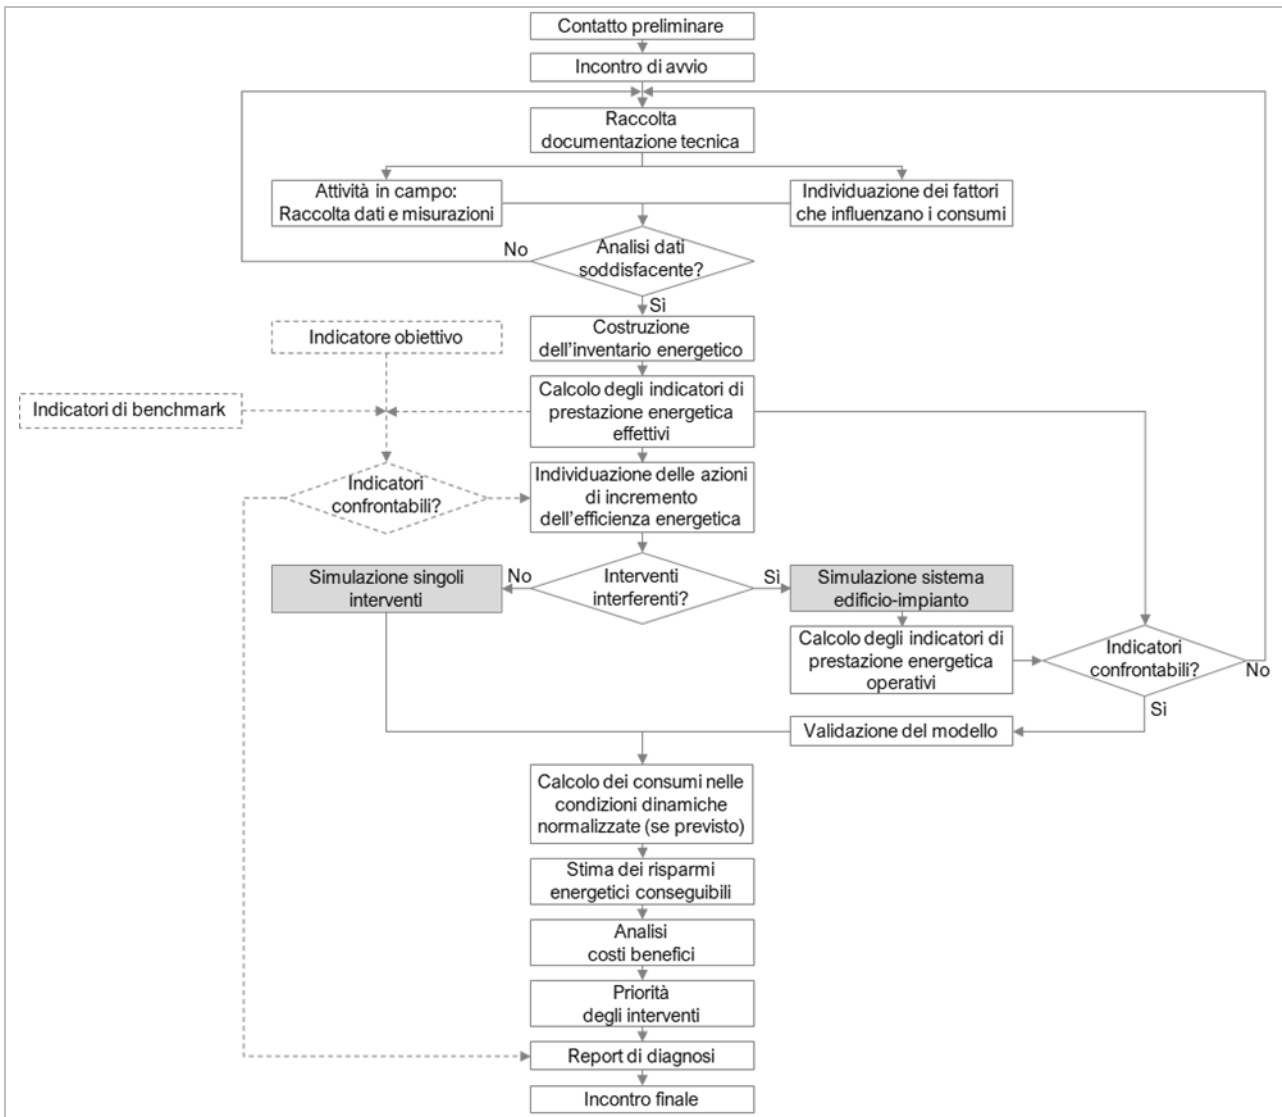 Contatto preliminare
Incontro di avvio
Raccolta
documentazione tecnica
Attività in campo:
Raccolta dati e misurazioni
Individuazione dei fattori
che influenzano i consumi
Analisi dati
soddisfacente?
No
Sì
Costruzione
dell'inventario energetico
Indicatore obiettivo
Indicatori di benchmark
Calcolo degli indicatori di
prestazione energetica
effettivi
Indicatori
confrontabili?
Individuazione delle azioni
di incremento
dell'efficienza energetica
Simulazione singoli
interventi
No
Interventi
interferenti?
Sì
Simulazione sistema
edificio-impianto
Calcolo degli indicatori di
prestazione energetica
operativi
Indicatori
confrontabili?
No
Sì
Validazione del modello
Calcolo dei consumi nelle
condizioni dinamiche
normalizzate (se previsto)
Stima dei risparmi
energetici conseguibili
Analisi
costi benefici
Priorità
degli interventi
Report di diagnosi
Incontro finale